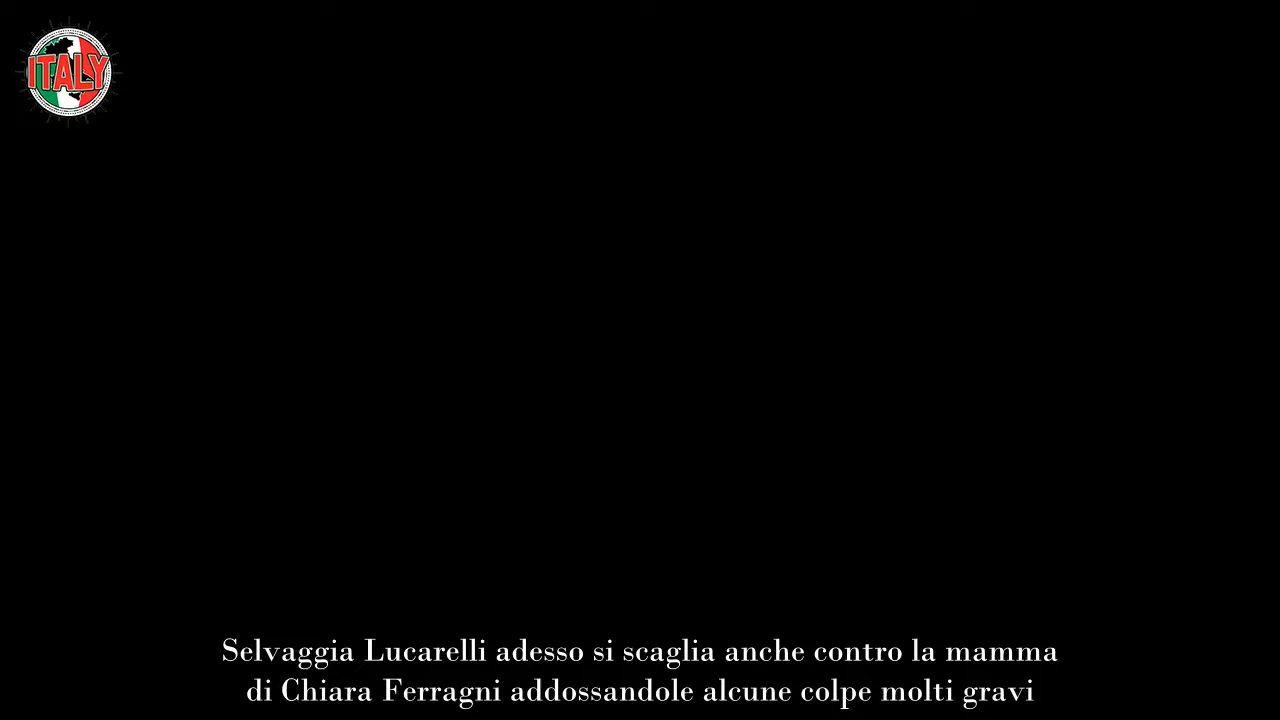 ITALY
Selvaggia Lucarelli adesso si scaglia anche contro la mamma
di Chiara Ferragni addossandole alcune colpe molti gravi